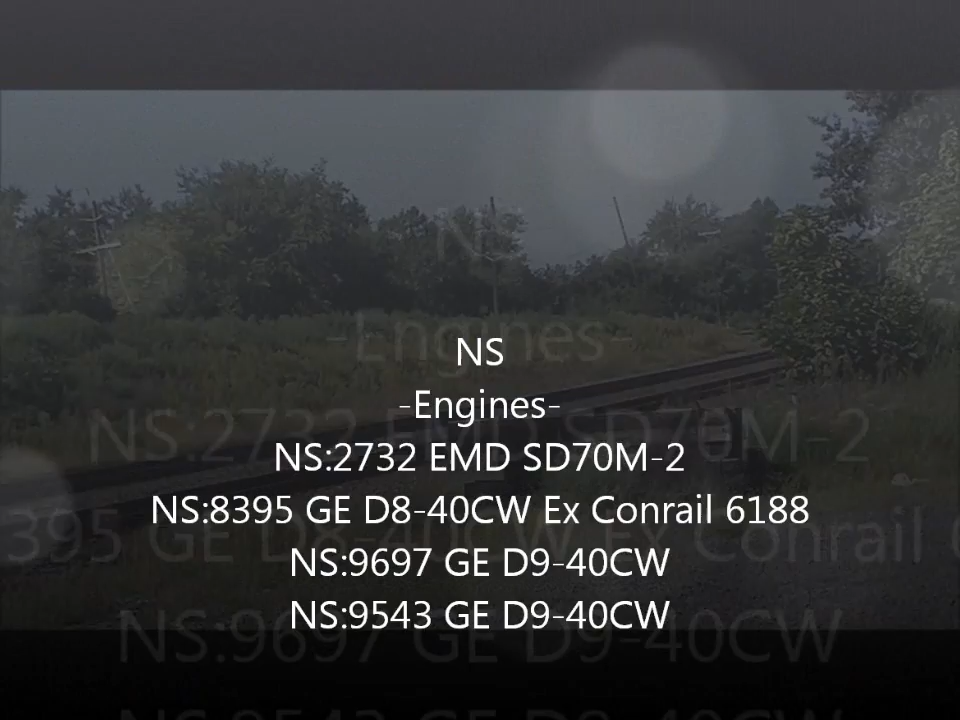 NS
-Engines-
NS:2732 EMD SD70M-2
NS:8395 GE D8-40CW Ex Conrail 6188
NS:9697 GE D9-40CW
NS:9543 GE D9-40CW